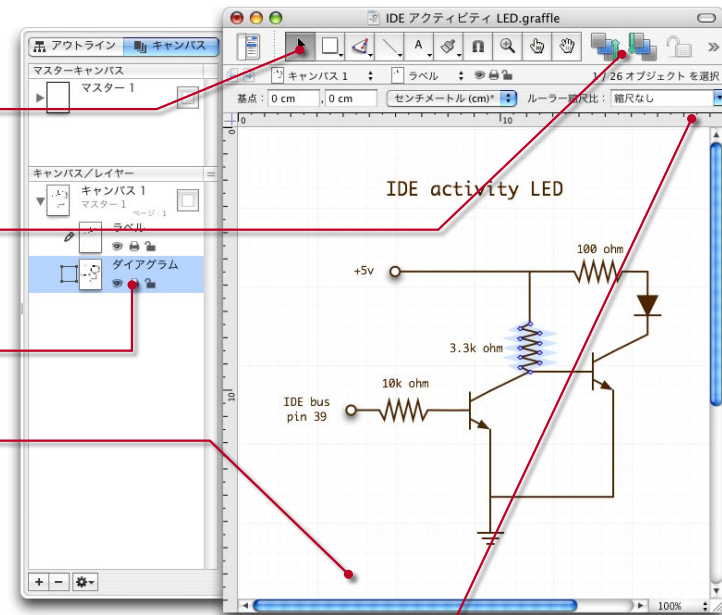 IDE アクティビティ LED.graffle
アウトライン キャンバス
マスターキャンバス
マスター 1
キャンバス 1 ラベル 1 / 26 オブジェクト を選択
基点: 0 cm , 0 cm センチメートル (cm)* ルーラー縮尺比: 縮尺なし
0 10
0
10
キャンバス／レイヤー
キャンバス 1
マスター 1
ページ : 1
ラベル
ダイアグラム
IDE activity LED
100 ohm
+5v
3.3k ohm
10k ohm
IDE bus
pin 39
100%